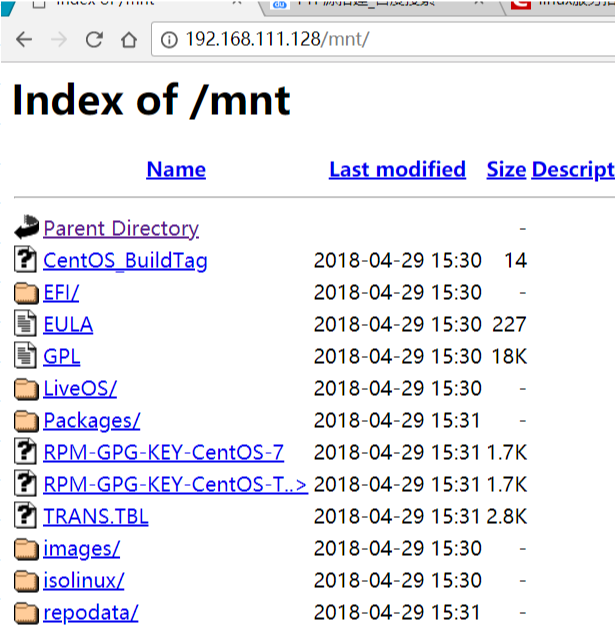 192.168.111.128/mnt/
Index of /mnt
Name Last modified Size Descript
Parent Directory -
CentOS_BuildTag 2018-04-29 15:30 14
EFI/ 2018-04-29 15:30 -
EULA 2018-04-29 15:30 227
GPL 2018-04-29 15:30 18K
LiveOS/ 2018-04-29 15:30 -
Packages/ 2018-04-29 15:31 -
RPM-GPG-KEY-CentOS-7 2018-04-29 15:31 1.7K
RPM-GPG-KEY-CentOS-T..> 2018-04-29 15:31 1.7K
TRANS.TBL 2018-04-29 15:31 2.8K
images/ 2018-04-29 15:30 -
isolinux/ 2018-04-29 15:30 -
repodata/ 2018-04-29 15:31 -